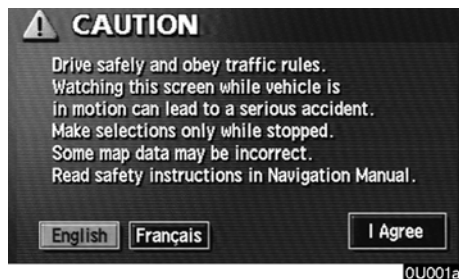 CAUTION
Drive safely and obey traffic rules.
Watching this screen while vehicle is
in motion can lead to a serious accident.
Make selections only while stopped.
Some map data may be incorrect.
Read safety instructions in Navigation Manual.
English Français I Agree
0U001a